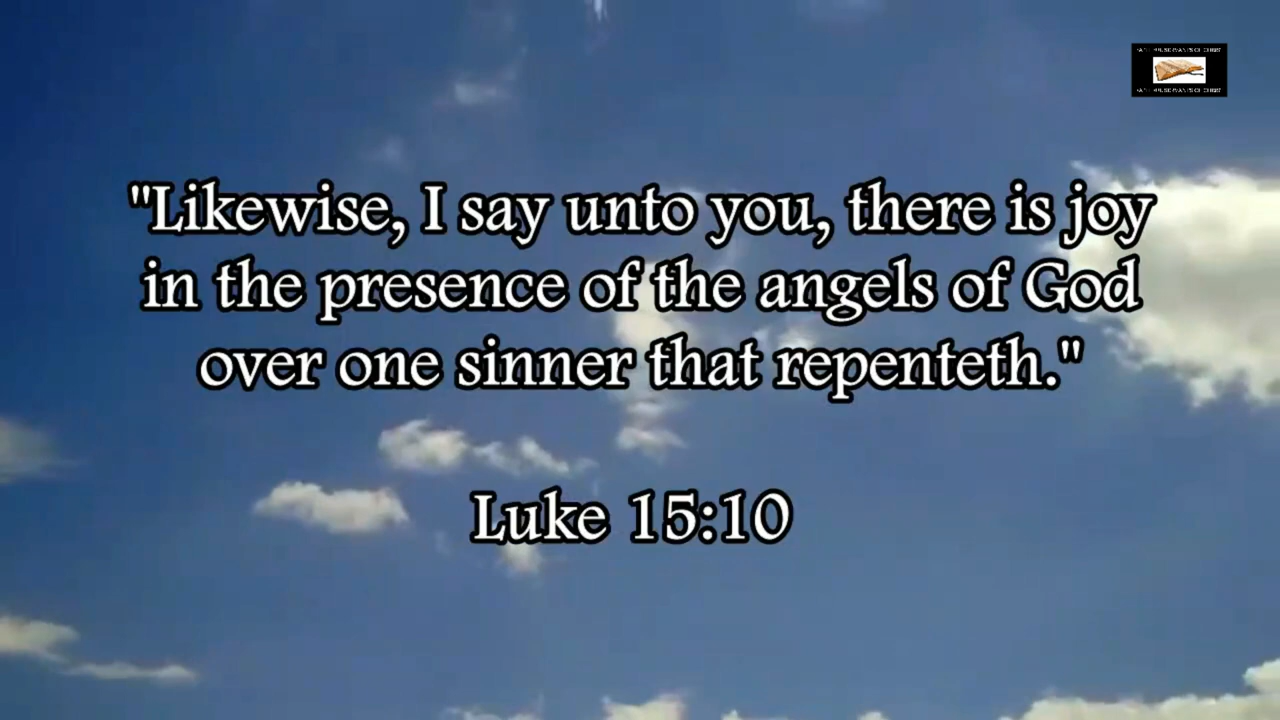 "Likewise, I say unto you, there is joy
in the presence of the angels of God
over one sinner that repenteth."
Luke 15:10